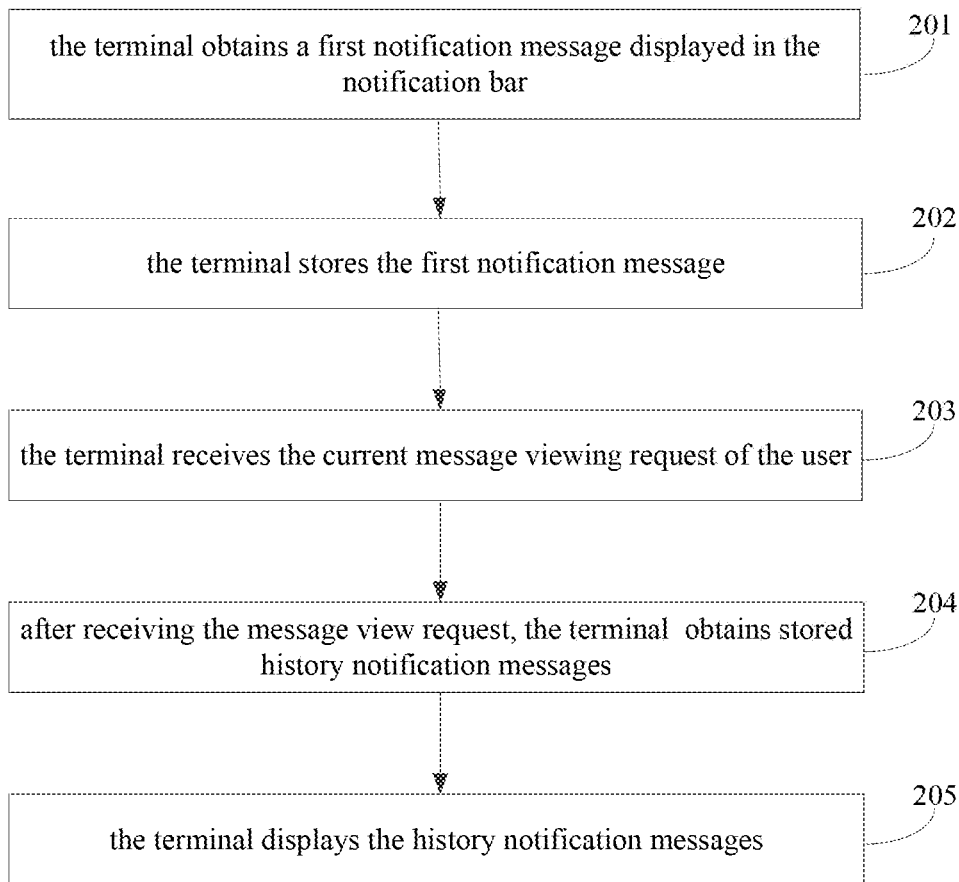 201
the terminal obtains a first notification message displayed in the
notification bar
202
the terminal stores the first notification message
203
the terminal receives the current message viewing request of the user
204
after receiving the message view request, the terminal obtains stored
history notification messages
205
the terminal displays the history notification messages